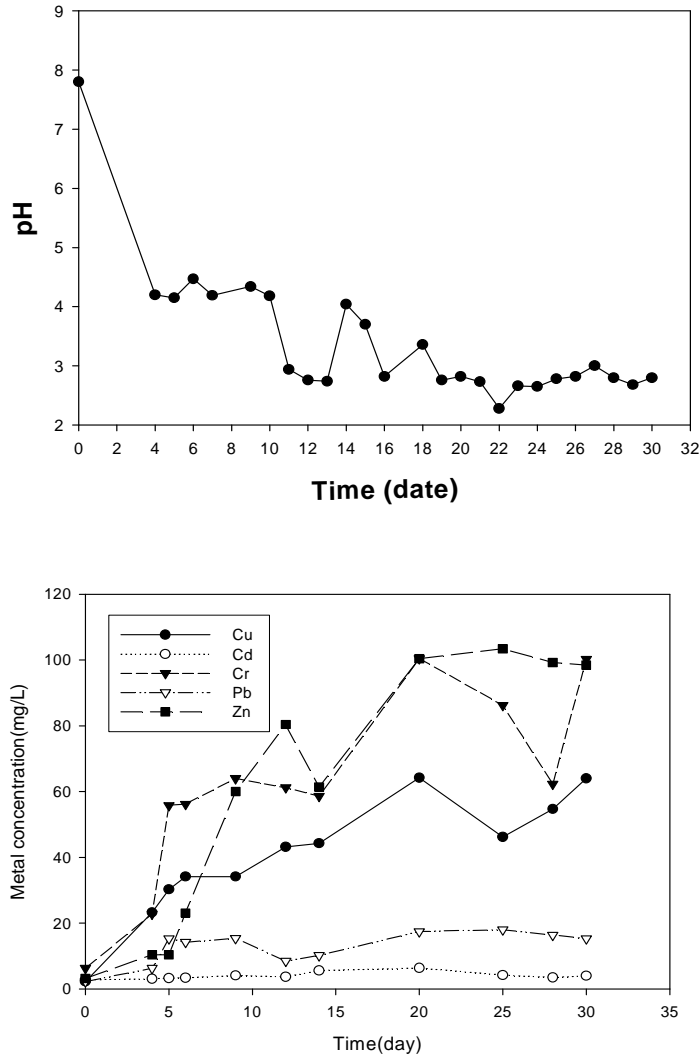 9
8
7
6
5
4
3
2
pH
0 2 4 6 8 10 12 14 16 18 20 22 24 26 28 30 32
Time (date)
120
100
80
60
40
20
0
Metal concentration(mg/L)
Cu
Cd
Cr
Pb
Zn
0 5 10 15 20 25 30 35
Time(day)